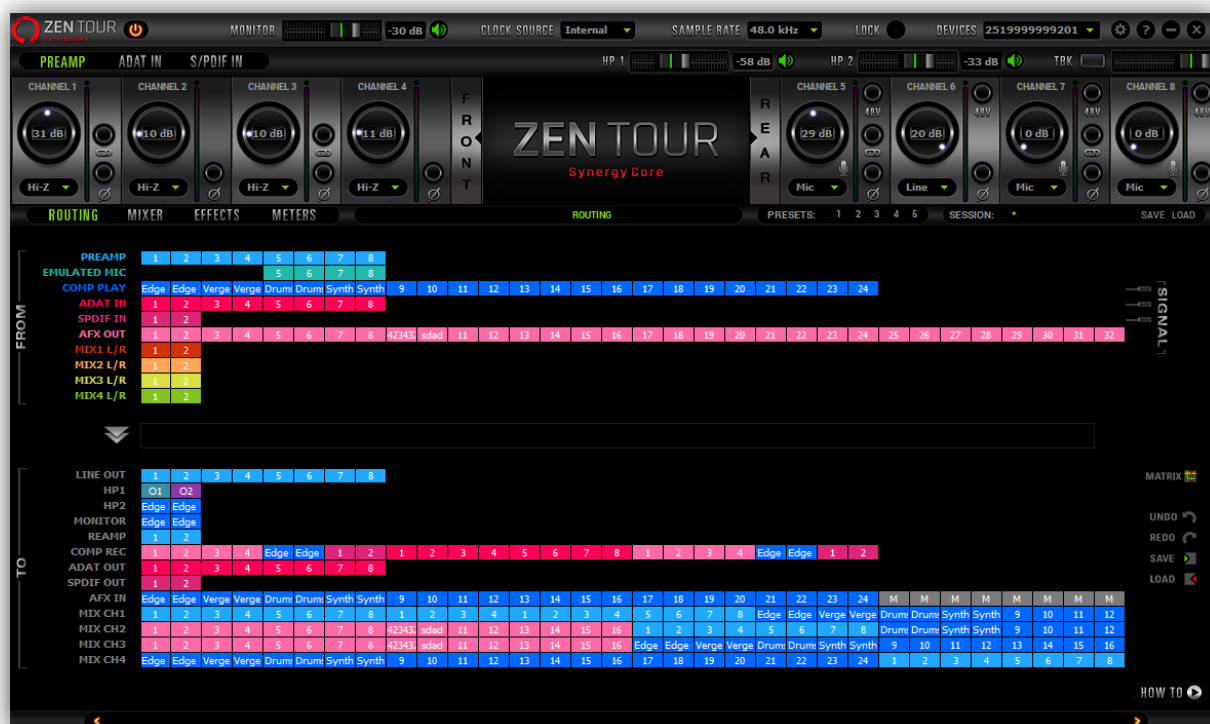 ZEN TOUR MONITOR -30 dB CLOCK SOURCE Internal SAMPLE RATE 48.0 kHz LOCK DEVICES 2519999999201 ?
Synergy Core
PREAMP ADAT IN S/PDIF IN HP 1 -58 dB HP 2 -33 dB TBK
CHANNEL 1 CHANNEL 2 CHANNEL 3 CHANNEL 4 CHANNEL 5 CHANNEL 6 CHANNEL 7 CHANNEL 8
48V 48V 48V 48V
31 dB 10 dB 10 dB 11 dB FRONT ZEN TOUR REAR 29 dB 20 dB 0 dB 0 dB
Synergy Core
Hi-Z Hi-Z Hi-Z Hi-Z Mic Line Mic Mic
ROUTING MIXER EFFECTS METERS ROUTING PRESETS: 1 2 3 4 5 SESSION: * SAVE LOAD
FROM
SIGNAL
PREAMP 1 2 3 4 5 6 7 8
EMULATED MIC 5 6 7 8
COMP PLAY Edge Edge Verge Verge Drums Drums Synth Synth 9 10 11 12 13 14 15 16 17 18 19 20 21 22 23 24
ADAT IN 1 2 3 4 5 6 7 8
SPDIF IN 1 2
AFX OUT 1 2 3 4 5 6 7 8 42343 sdad 11 12 13 14 15 16 17 18 19 20 21 22 23 24 25 26 27 28 29 30 31 32
MIX1 L/R 1 2
MIX2 L/R 1 2
MIX3 L/R 1 2
MIX4 L/R 1 2
TO
LINE OUT 1 2 3 4 5 6 7 8
MATRIX
HP1 O1 O2
HP2 Edge Edge
MONITOR Edge Edge
UNDO
REAMP 1 2
REDO
COMP REC 1 2 3 4 Edge Edge 1 2 1 2 3 4 5 6 7 8 1 2 3 4 Edge Edge 1 2
SAVE
ADAT OUT 1 2 3 4 5 6 7 8
LOAD
SPDIF OUT 1 2
AFX IN Edge Edge Verge Verge Drums Drums Synth Synth 9 10 11 12 13 14 15 16 17 18 19 20 21 22 23 24 M M M M M M M M
MIX CH1 1 2 3 4 5 6 7 8 1 2 3 4 1 2 3 4 5 6 7 8 Edge Edge Verge Verge Drums Drums Synth Synth 9 10 11 12
MIX CH2 1 2 3 4 5 6 7 8 42343 sdad 11 12 13 14 15 16 1 2 3 4 5 6 7 8 Drums Drums Synth Synth 9 10 11 12
MIX CH3 1 2 3 4 5 6 7 8 42343 sdad 11 12 13 14 15 16 Edge Edge Verge Verge Drums Drums Synth Synth 9 10 11 12 13 14 15 16
MIX CH4 Edge Edge Verge Verge Drums Drums Synth Synth 9 10 11 12 13 14 15 16 17 18 19 20 21 22 23 24 1 2 3 4 5 6 7 8
HOW TO